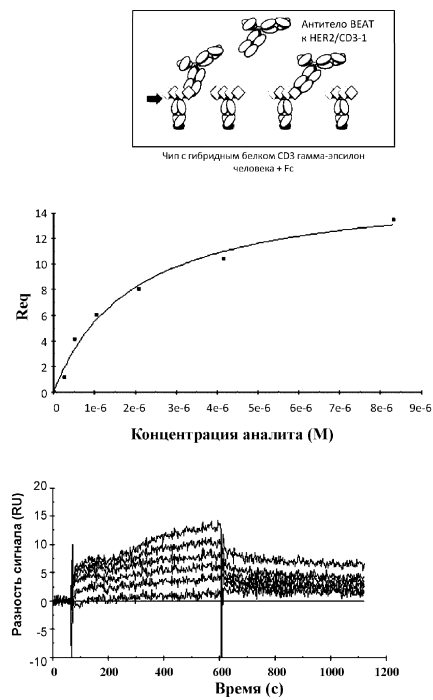 Антитело BEAT
к HER2/CD3-1
Чип с гибридным белком CD3 гамма-эпсилон
человека + Fc
14
12
10
8
6
4
2
0
Req
0 1e-6 2e-6 3e-6 4e-6 5e-6 6e-6 7e-6 8e-6 9e-6
Концентрация аналита (М)
20
15
10
5
0
-5
-10
Разность сигнала (RU)
0 200 400 600 800 1000 1200
Время (с)